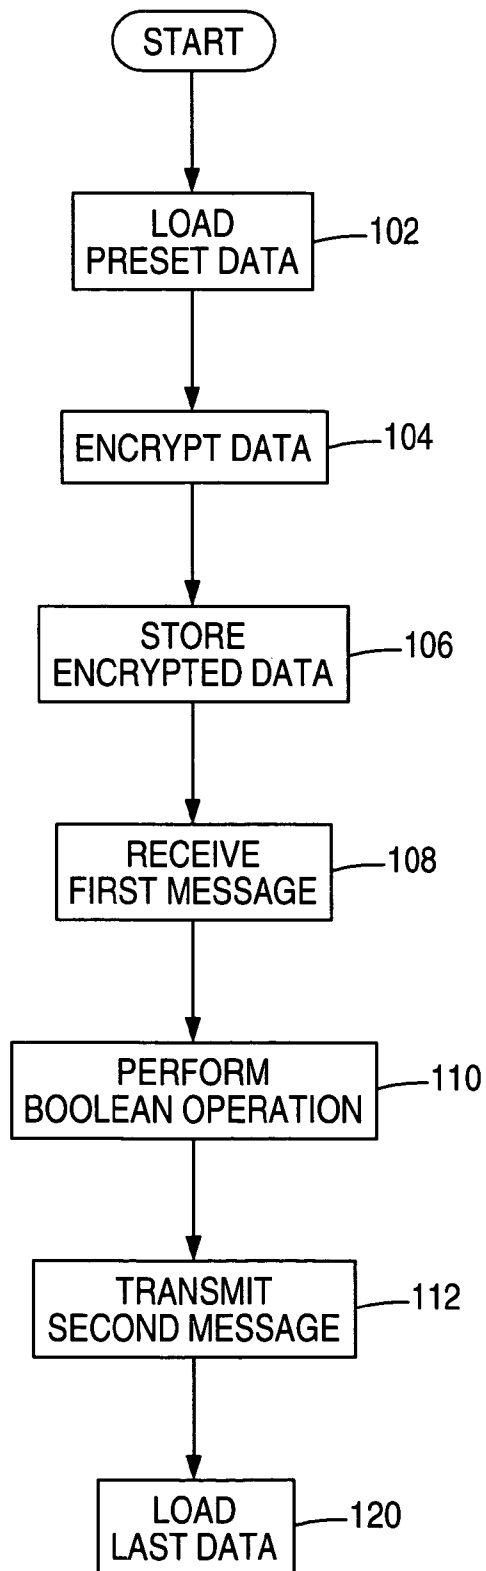 START
LOAD
PRESET DATA
102
ENCRYPT DATA
104
STORE
ENCRYPTED DATA
106
RECEIVE
FIRST MESSAGE
108
PERFORM
BOOLEAN OPERATION
110
TRANSMIT
SECOND MESSAGE
112
LOAD
LAST DATA
120